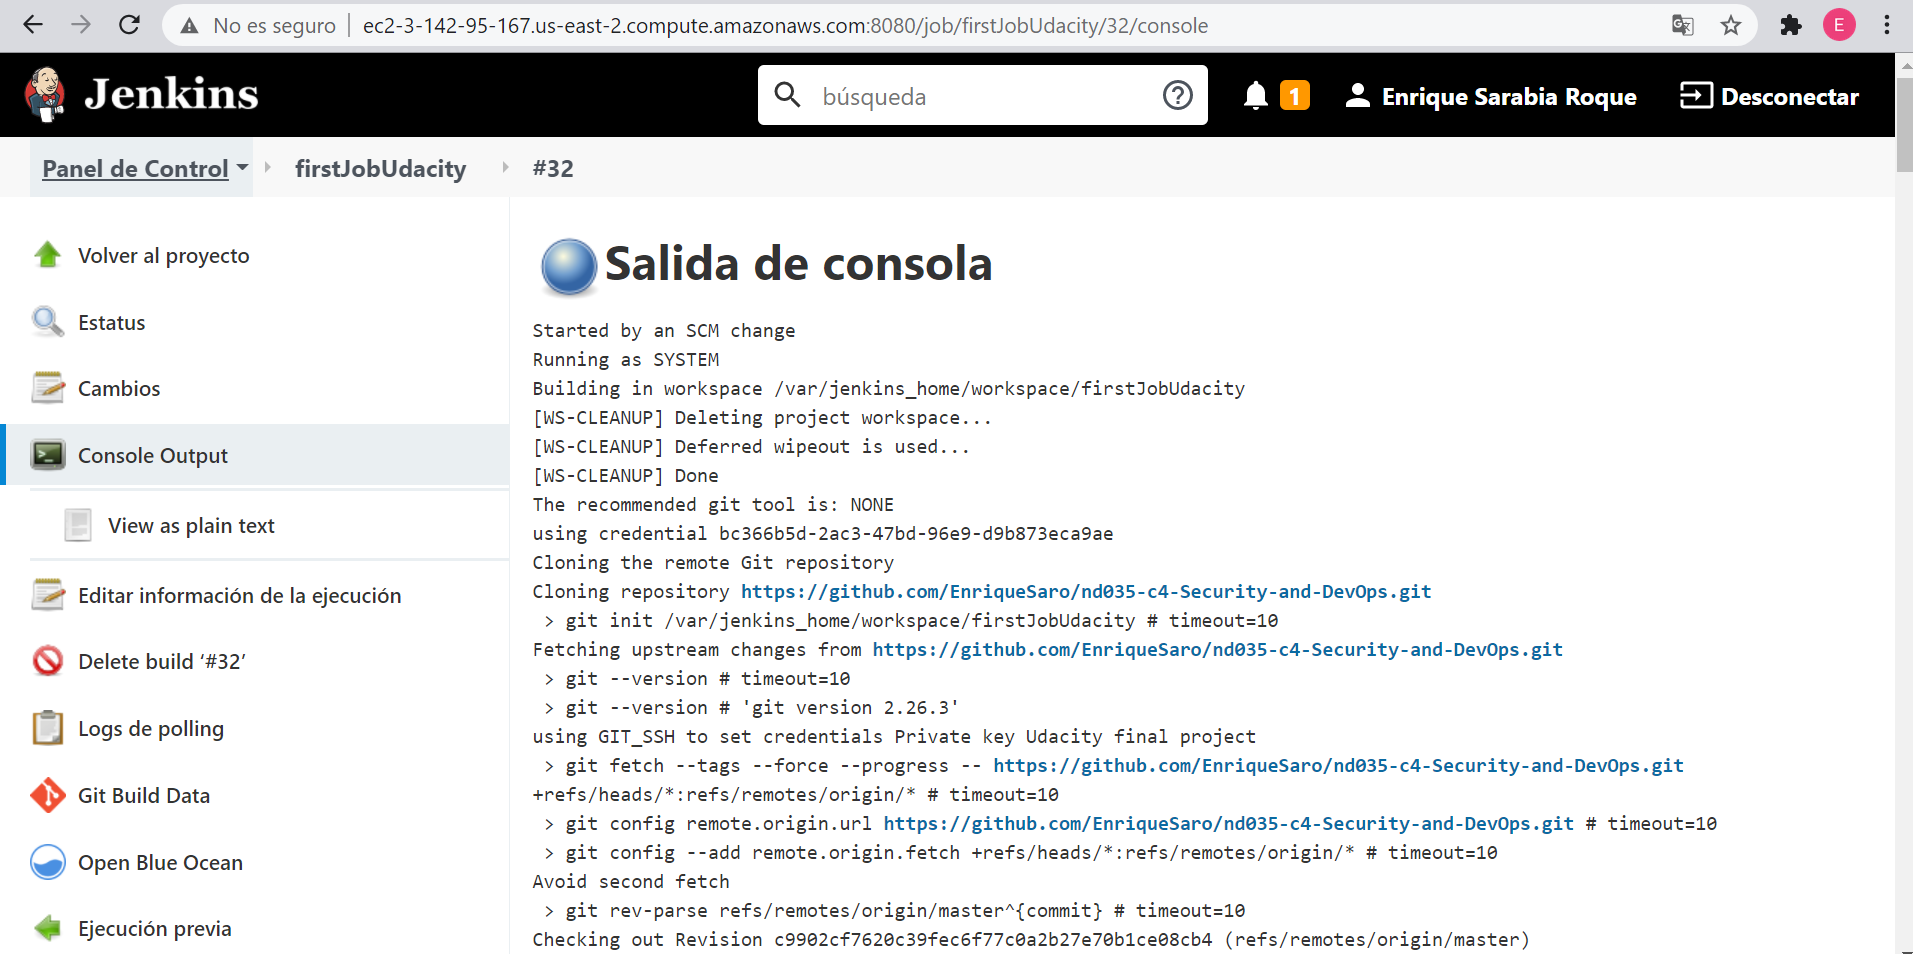 No es seguro ec2-3-142-95-167.us-east-2.compute.amazonaws.com:8080/job/firstJobUdacity/32/console E
Jenkins búsqueda ? 1 Enrique Sarabia Roque Desconectar
Panel de Control firstJobUdacity #32
Volver al proyecto
Estatus
Cambios
Console Output
View as plain text
Editar información de la ejecución
Delete build ‘#32’
Logs de polling
Git Build Data
Open Blue Ocean
Ejecución previa
Salida de consola
Started by an SCM change
Running as SYSTEM
Building in workspace /var/jenkins_home/workspace/firstJobUdacity
[WS-CLEANUP] Deleting project workspace...
[WS-CLEANUP] Deferred wipeout is used...
[WS-CLEANUP] Done
The recommended git tool is: NONE
using credential bc366b5d-2ac3-47bd-96e9-d9b873eca9ae
Cloning the remote Git repository
Cloning repository https://github.com/EnriqueSaro/nd035-c4-Security-and-DevOps.git
> git init /var/jenkins_home/workspace/firstJobUdacity # timeout=10
Fetching upstream changes from https://github.com/EnriqueSaro/nd035-c4-Security-and-DevOps.git
> git --version # timeout=10
> git --version # 'git version 2.26.3'
using GIT_SSH to set credentials Private key Udacity final project
> git fetch --tags --force --progress -- https://github.com/EnriqueSaro/nd035-c4-Security-and-DevOps.git
+refs/heads/*:refs/remotes/origin/* # timeout=10
> git config remote.origin.url https://github.com/EnriqueSaro/nd035-c4-Security-and-DevOps.git # timeout=10
> git config --add remote.origin.fetch +refs/heads/*:refs/remotes/origin/* # timeout=10
Avoid second fetch
> git rev-parse refs/remotes/origin/master^{commit} # timeout=10
Checking out Revision c9902cf7620c39fec6f77c0a2b27e70b1ce08cb4 (refs/remotes/origin/master)